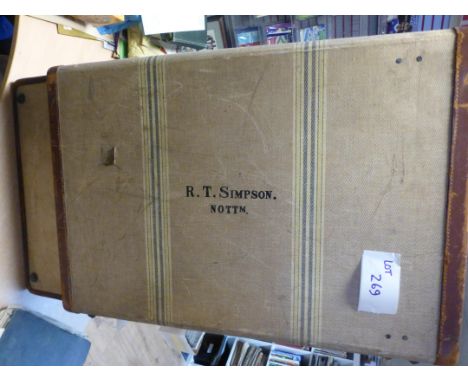 R. T. SIMPSON.
NOTTM.
LOT
269